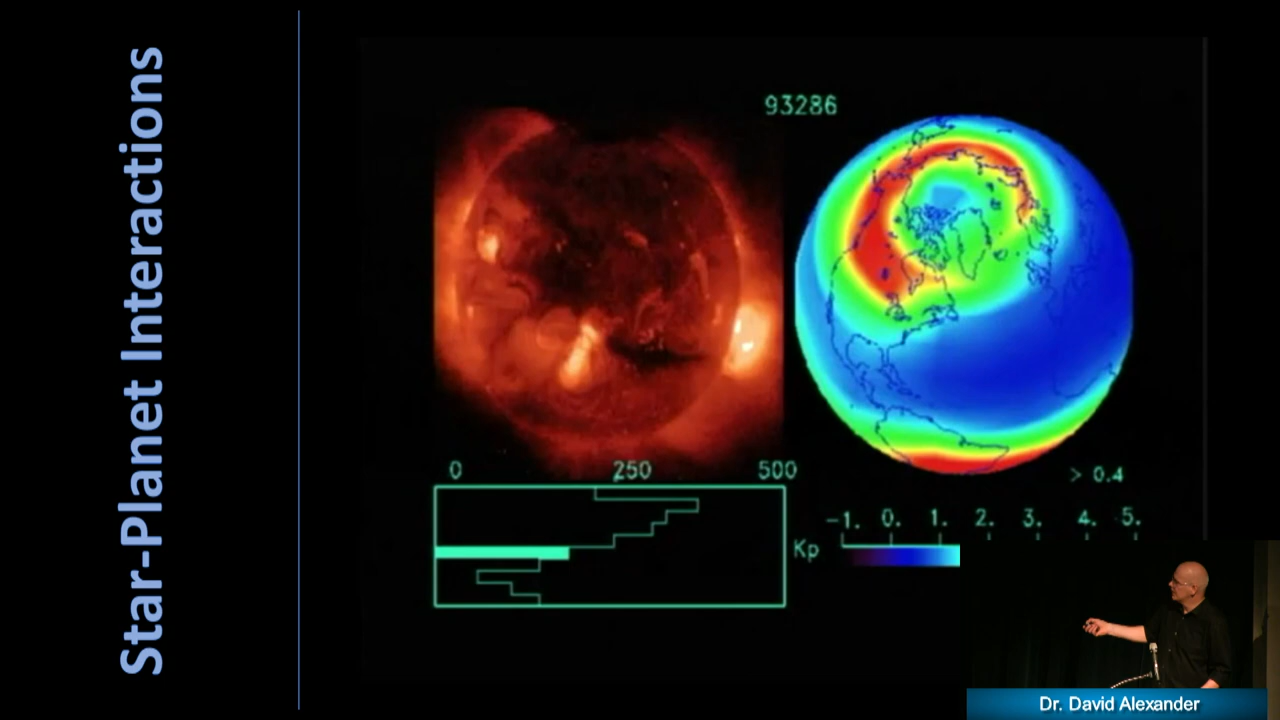 Star-Planet Interactions
93286
0 250 500
> 0.4
-1. 0. 1. 2. 3. 4. 5.
Kp
Dr. David Alexander